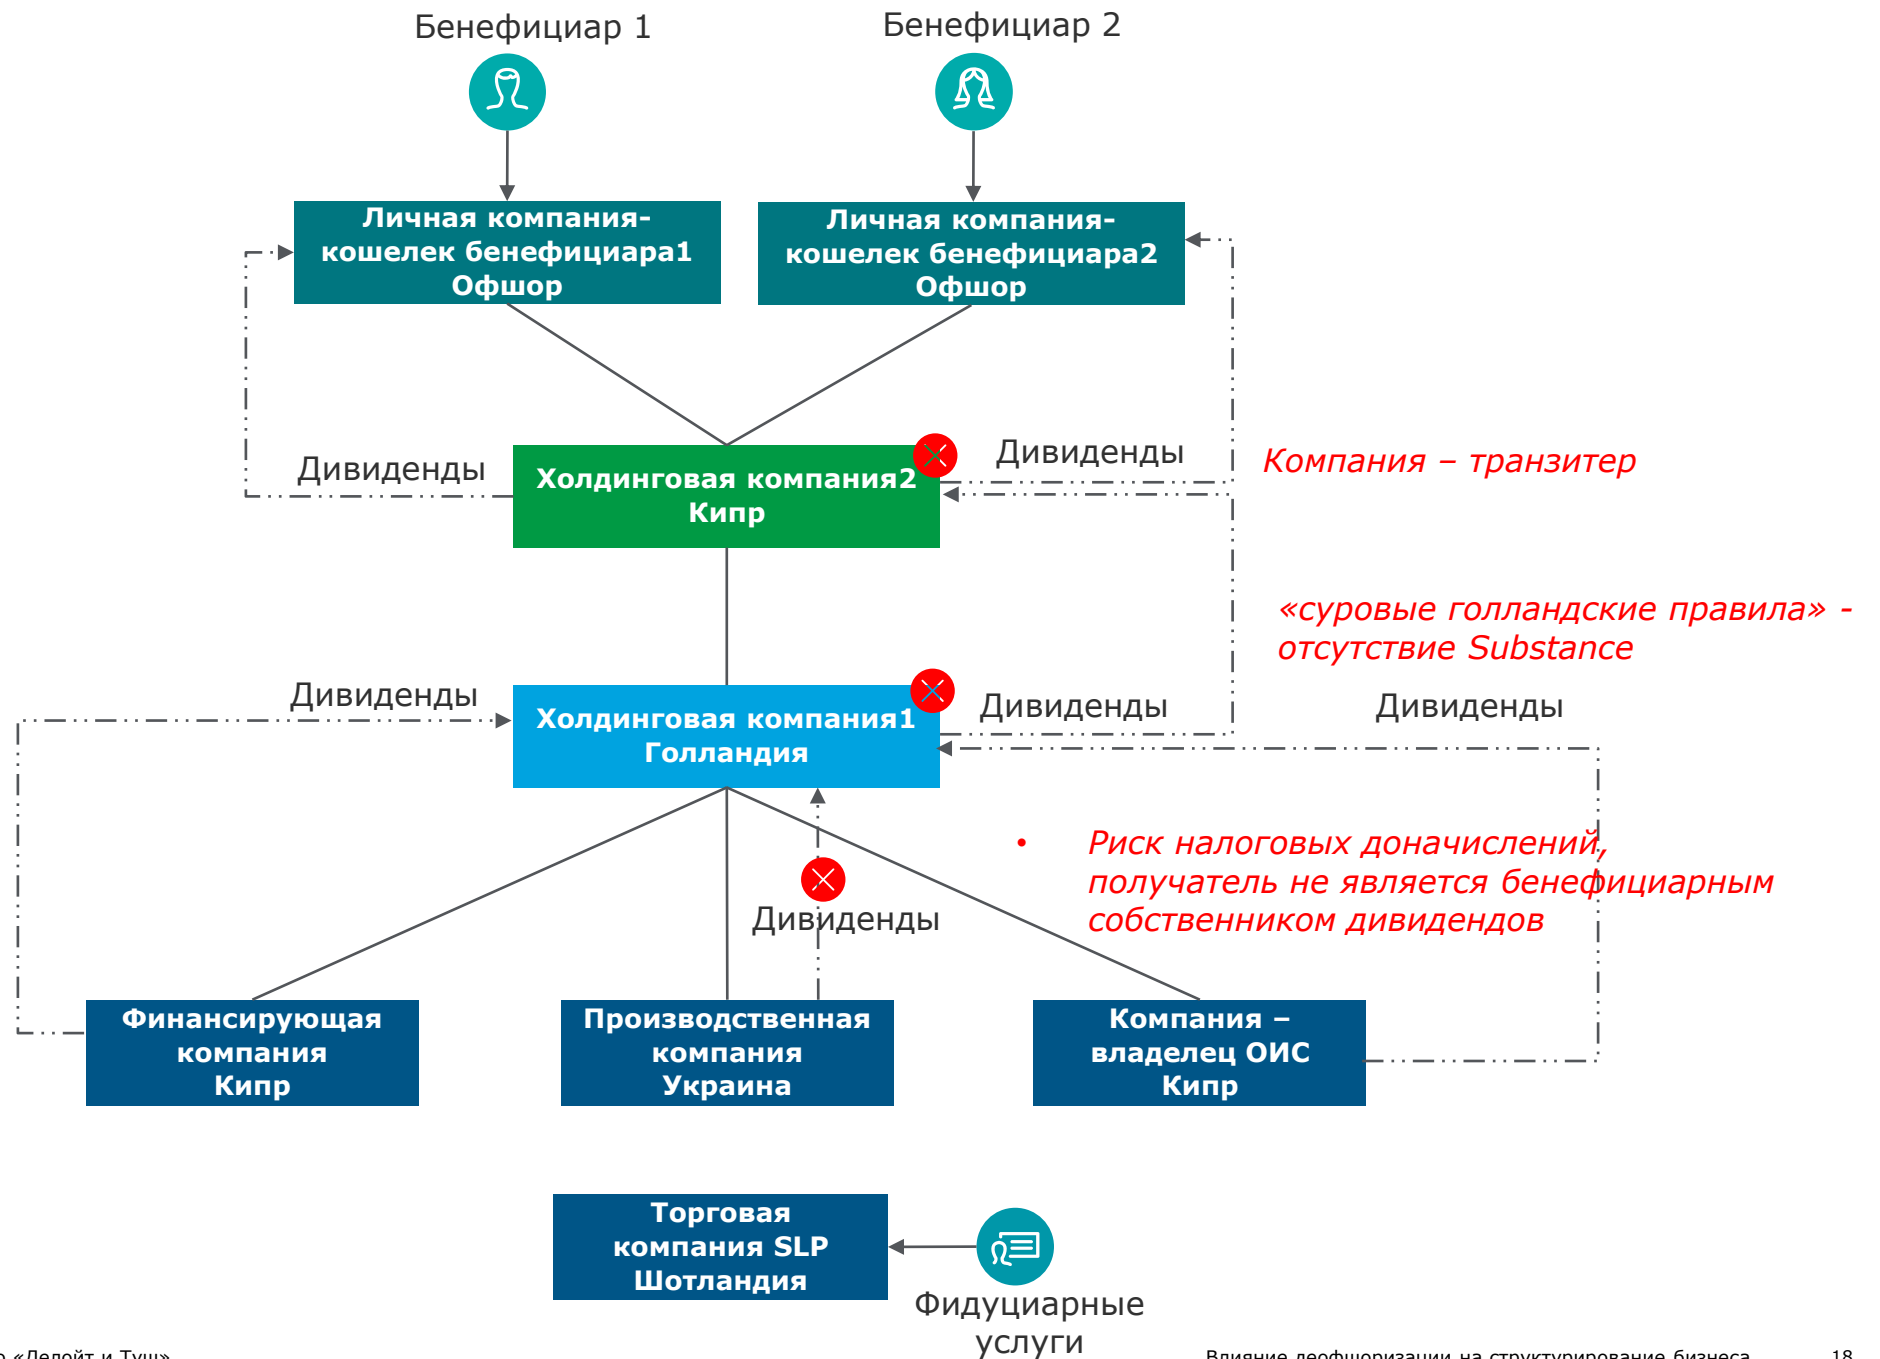 Бенефициар 1
Бенефициар 2
Личная компания-
кошелек бенефициара1
Офшор
Личная компания-
кошелек бенефициара2
Офшор
Дивиденды
Холдинговая компания2
Кипр
Дивиденды
Компания – транзитер
«суровые голландские правила» -
отсутствие Substance
Дивиденды
Холдинговая компания1
Голландия
Дивиденды
Дивиденды
• Риск налоговых доначислений,
получатель не является бенефициарным
собственником дивидендов
Дивиденды
Финансирующая
компания
Кипр
Производственная
компания
Украина
Компания –
владелец ОИС
Кипр
Торговая
компания SLP
Шотландия
Фидуциарные
услуги
«Делойт и Туш»
Влияние деофшоризации на структурирование бизнеса
18